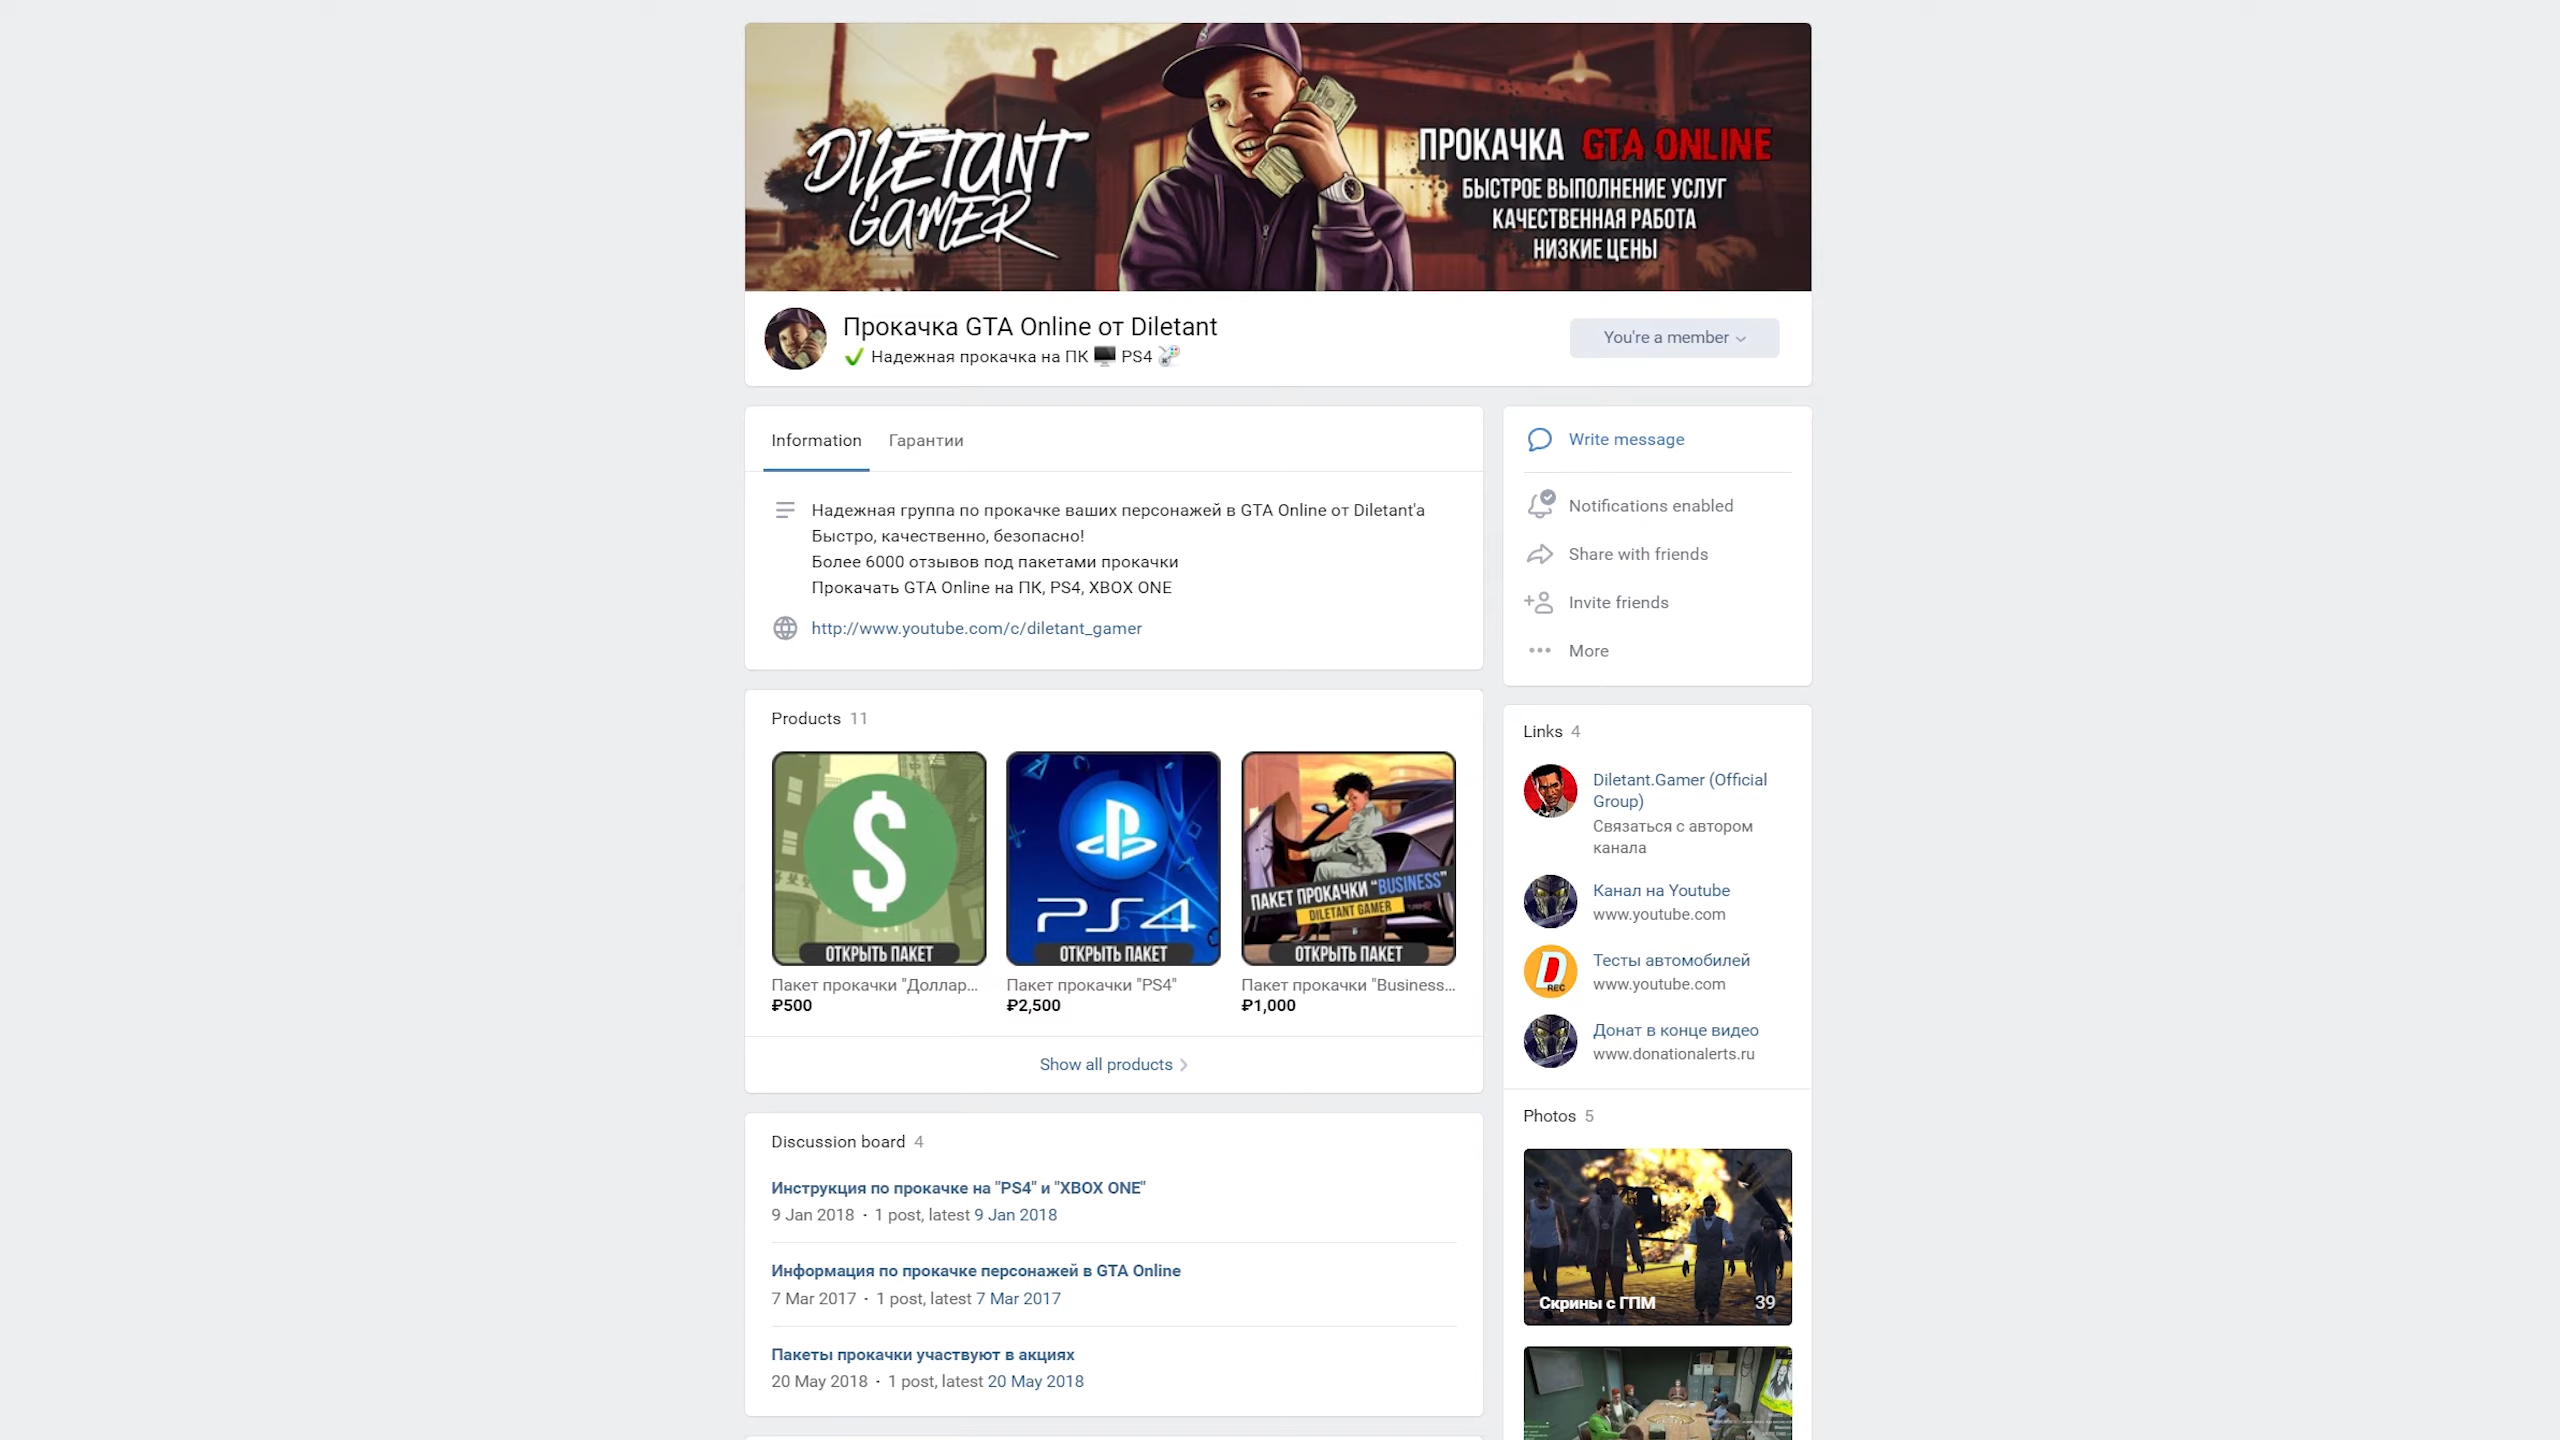 DILETANT
GAMER
ПРОКАЧКА GTA ONLINE
БЫСТРОЕ ВЫПОЛНЕНИЕ УСЛУГ
КАЧЕСТВЕННАЯ РАБОТА
НИЗКИЕ ЦЕНЫ
Прокачка GTA Online от Diletant
Надежная прокачка на ПК PS4
You're a member
Information Гарантии
Надежная группа по прокачке ваших персонажей в GTA Online от Diletant'a
Быстро, качественно, безопасно!
Более 6000 отзывов под пакетами прокачки
Прокачать GTA Online на ПК, PS4, XBOX ONE
http://www.youtube.com/c/diletant_gamer
Products 11
$
ОТКРЫТЬ ПАКЕТ
Пакет прокачки "Доллар...
₽500
PS4
ОТКРЫТЬ ПАКЕТ
Пакет прокачки "PS4"
₽2,500
ПАКЕТ ПРОКАЧКИ "BUSINESS"
DILETANT GAMER
ОТКРЫТЬ ПАКЕТ
Пакет прокачки "Business...
₽1,000
Show all products
Discussion board 4
Инструкция по прокачке на "PS4" и "XBOX ONE"
9 Jan 2018 · 1 post, latest 9 Jan 2018
Информация по прокачке персонажей в GTA Online
7 Mar 2017 · 1 post, latest 7 Mar 2017
Пакеты прокачки участвуют в акциях
20 May 2018 · 1 post, latest 20 May 2018
Write message
Notifications enabled
Share with friends
Invite friends
More
Links 4
Diletant.Gamer (Official
Group)
Связаться с автором
канала
Канал на Youtube
www.youtube.com
D
REC
Тесты автомобилей
www.youtube.com
Донат в конце видео
www.donationalerts.ru
Photos 5
Скрины с ГПМ 39